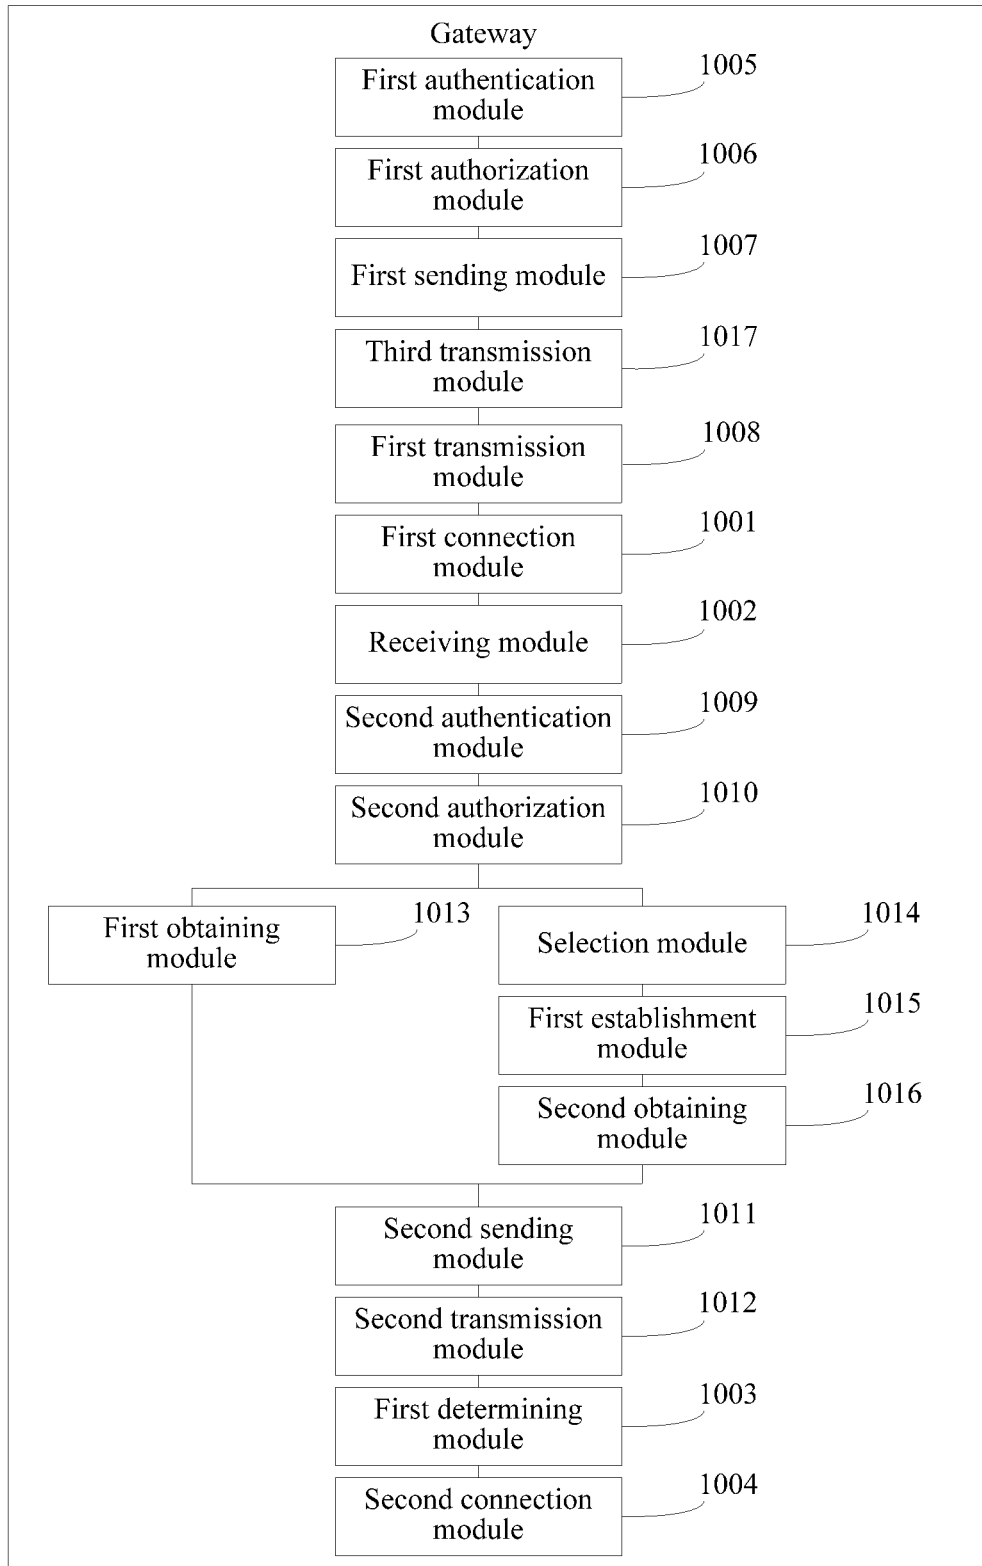 Gateway
First authentication
module
1005
First authorization
module
1006
First sending module
1007
Third transmission
module
1017
First transmission
module
1008
First connection
module
1001
Receiving module
1002
Second authentication
module
1009
Second authorization
module
1010
First obtaining
module
1013
Selection module
1014
First establishment
module
1015
Second obtaining
module
1016
Second sending
module
1011
Second transmission
module
1012
First determining
module
1003
Second connection
module
1004